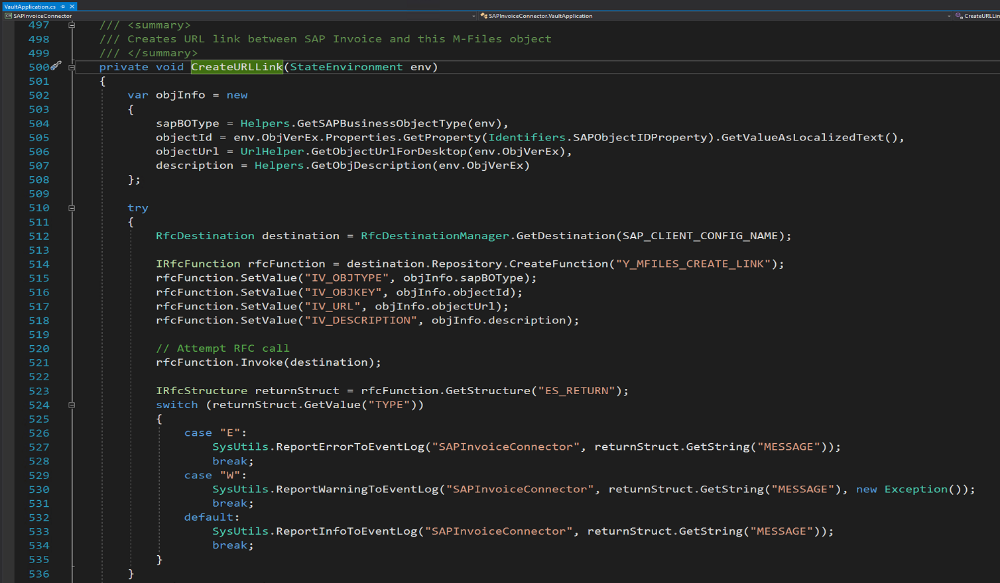 VaultApplication.cs
SAPInvoiceConnector SAPInvoiceConnector.VaultApplication CreateURLLin
497 /// <summary>
498 /// Creates URL link between SAP Invoice and this M-Files object
499 /// </summary>
500 private void CreateURLLink(StateEnvironment env)
501 {
502 var objInfo = new
503 {
504 sapBOType = Helpers.GetSAPBusinessObjectType(env),
505 objectId = env.ObjVerEx.Properties.GetProperty(Identifiers.SAPObjectIDProperty).GetValueAsLocalizedText(),
506 objectUrl = UrlHelper.GetObjectUrlForDesktop(env.ObjVerEx),
507 description = Helpers.GetObjDescription(env.ObjVerEx)
508 };
509
510 try
511 {
512 RfcDestination destination = RfcDestinationManager.GetDestination(SAP_CLIENT_CONFIG_NAME);
513
514 IRfcFunction rfcFunction = destination.Repository.CreateFunction("Y_MFILES_CREATE_LINK");
515 rfcFunction.SetValue("IV_OBJTYPE", objInfo.sapBOType);
516 rfcFunction.SetValue("IV_OBJKEY", objInfo.objectId);
517 rfcFunction.SetValue("IV_URL", objInfo.objectUrl);
518 rfcFunction.SetValue("IV_DESCRIPTION", objInfo.description);
519
520 // Attempt RFC call
521 rfcFunction.Invoke(destination);
522
523 IRfcStructure returnStruct = rfcFunction.GetStructure("ES_RETURN");
524 switch (returnStruct.GetValue("TYPE"))
525 {
526 case "E":
527 SysUtils.ReportErrorToEventLog("SAPInvoiceConnector", returnStruct.GetString("MESSAGE"));
528 break;
529 case "W":
530 SysUtils.ReportWarningToEventLog("SAPInvoiceConnector", returnStruct.GetString("MESSAGE"), new Exception());
531 break;
532 default:
533 SysUtils.ReportInfoToEventLog("SAPInvoiceConnector", returnStruct.GetString("MESSAGE"));
534 break;
535 }
536 }